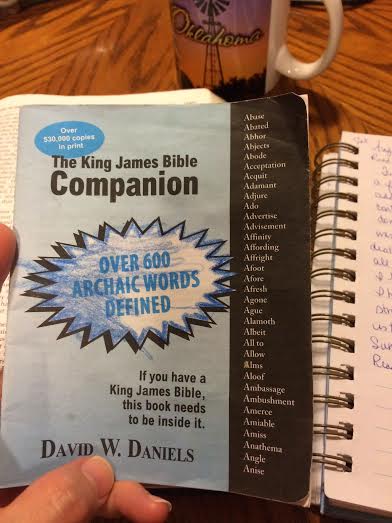 Oklahoma
Over
530,000 copies
in print
The King James Bible
Companion
OVER 600
ARCHAIC WORDS
DEFINED
If you have a
King James Bible,
this book needs
to be inside it.
DAVID W. DANIELS
Abase
Abated
Abhor
Abjects
Abode
Acceptation
Acquit
Adamant
Adjure
Ado
Advertise
Advisement
Affinity
Affording
Affright
Afoot
Afore
Afresh
Agone
Ague
Alamoth
Albeit
All to
Allow
Alms
Aloof
Ambassage
Ambushment
Amerce
Amiable
Amiss
Anathema
Angle
Anise